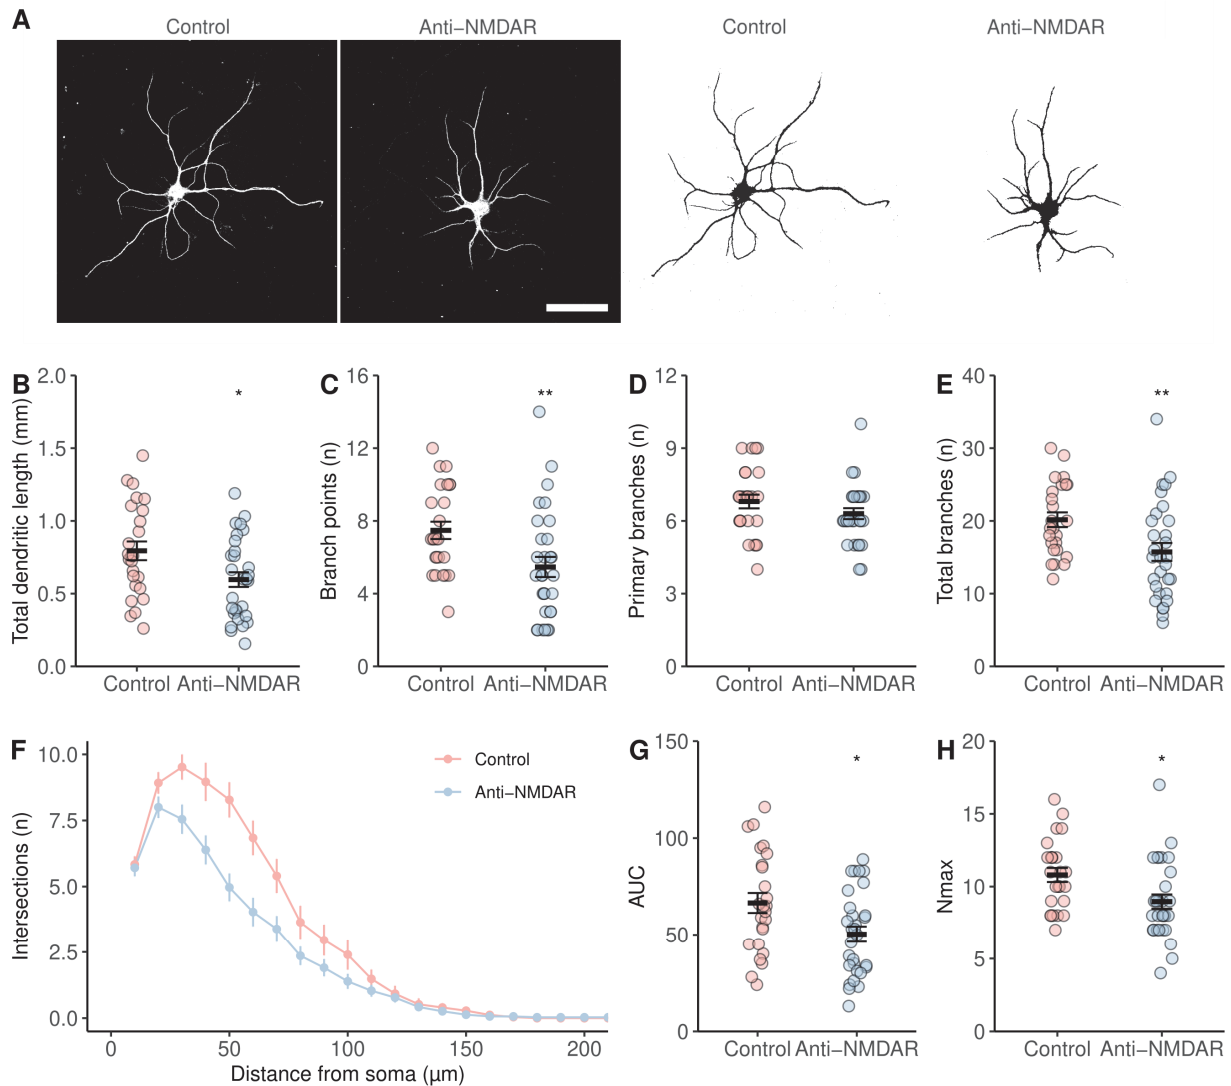 A
Control
Anti−NMDAR
Control
Anti−NMDAR
B
Total dendritic length (mm)
2.0
1.5
1.0
0.5
0.0
*
Control Anti−NMDAR
C
Branch points (n)
16
12
8
4
0
**
Control Anti−NMDAR
D
Primary branches (n)
12
9
6
3
0
Control Anti−NMDAR
E
Total branches (n)
40
30
20
10
0
**
Control Anti−NMDAR
F
Intersections (n)
10.0
7.5
5.0
2.5
0.0
0 50 100 150 200
Distance from soma (μm)
Control
Anti−NMDAR
G
AUC
150
100
50
0
*
Control Anti−NMDAR
H
Nmax
20
15
10
5
0
*
Control Anti−NMDAR